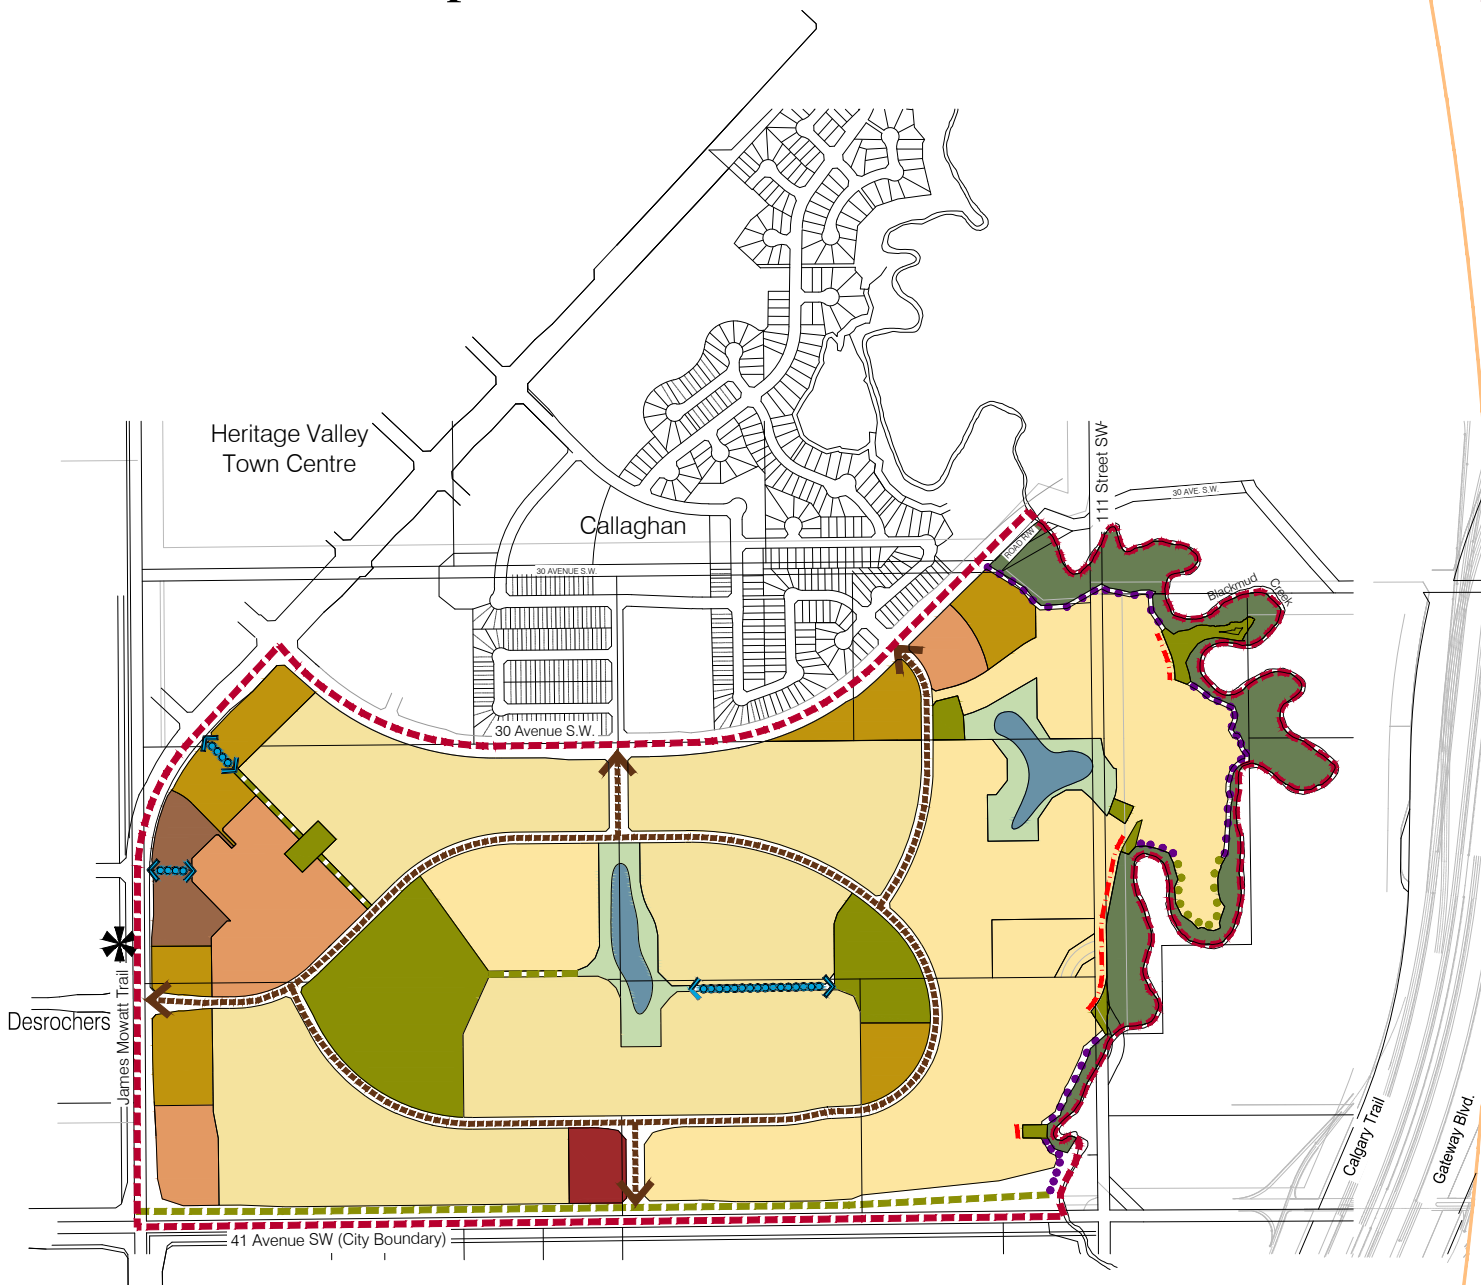 Heritage Valley
Town Centre
111 Street SW
30 AVE. S.W.
Callaghan
ROAD R/W
30 AVENUE S.W.
Blackmud
Creek
30 Avenue S.W.
Desrochers
James Mowatt Trail
Calgary Trail
Gateway Blvd.
41 Avenue SW (City Boundary)